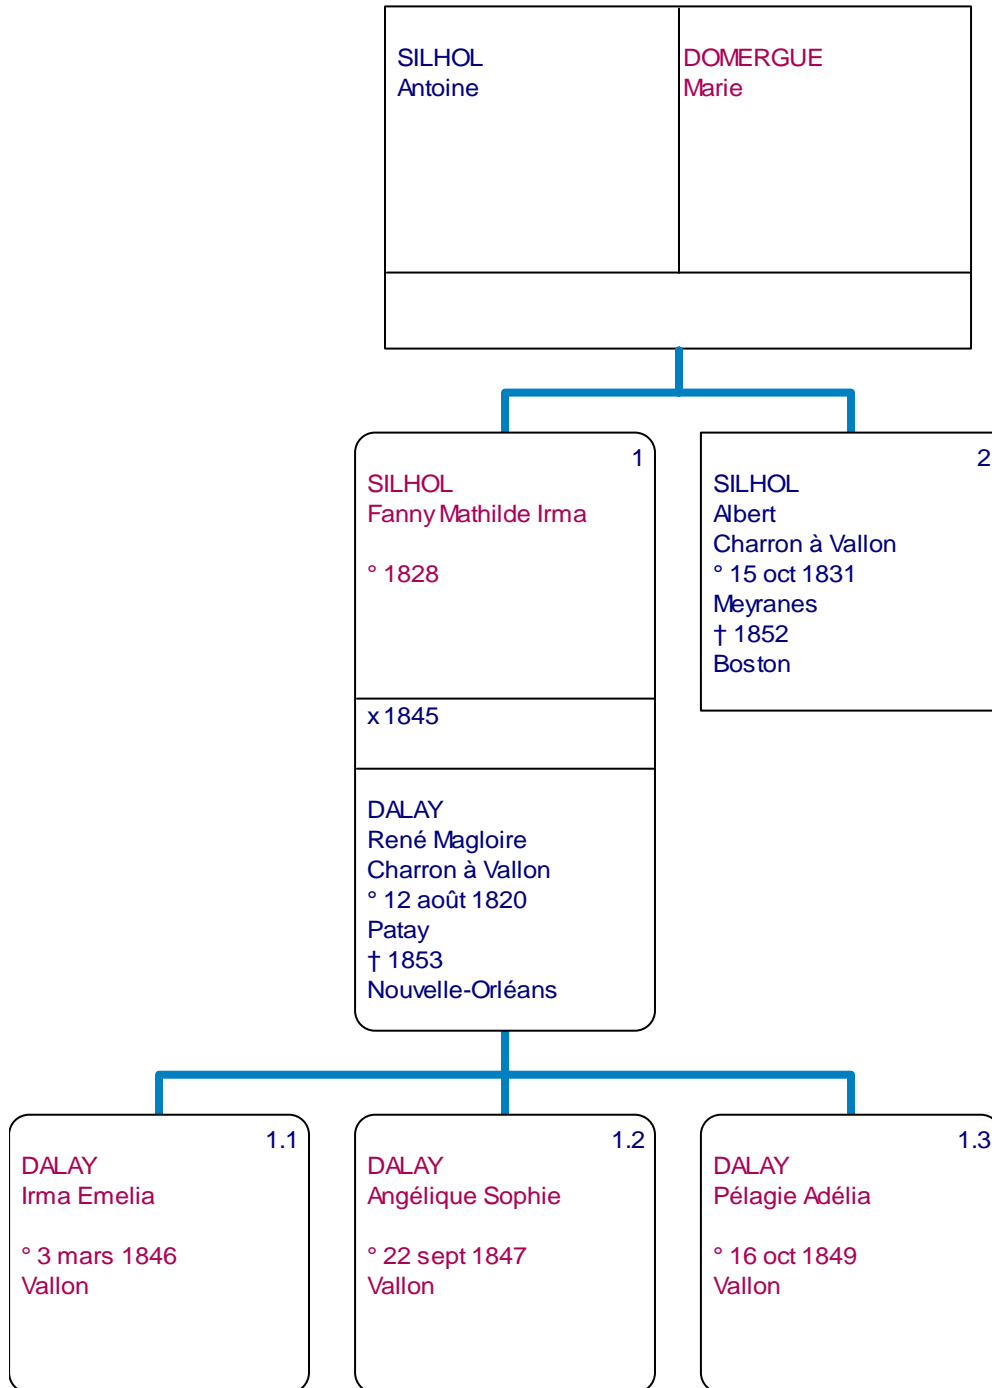 SILHOL
Antoine
DOMERGUE
Marie
1
SILHOL
Fanny Mathilde Irma
° 1828
x 1845
DALAY
René Magloire
Charron à Vallon
° 12 août 1820
Patay
† 1853
Nouvelle-Orléans
2
SILHOL
Albert
Charron à Vallon
° 15 oct 1831
Meyranes
† 1852
Boston
1.1
DALAY
Irma Emelia
° 3 mars 1846
Vallon
1.2
DALAY
Angélique Sophie
° 22 sept 1847
Vallon
1.3
DALAY
Pélagie Adélia
° 16 oct 1849
Vallon